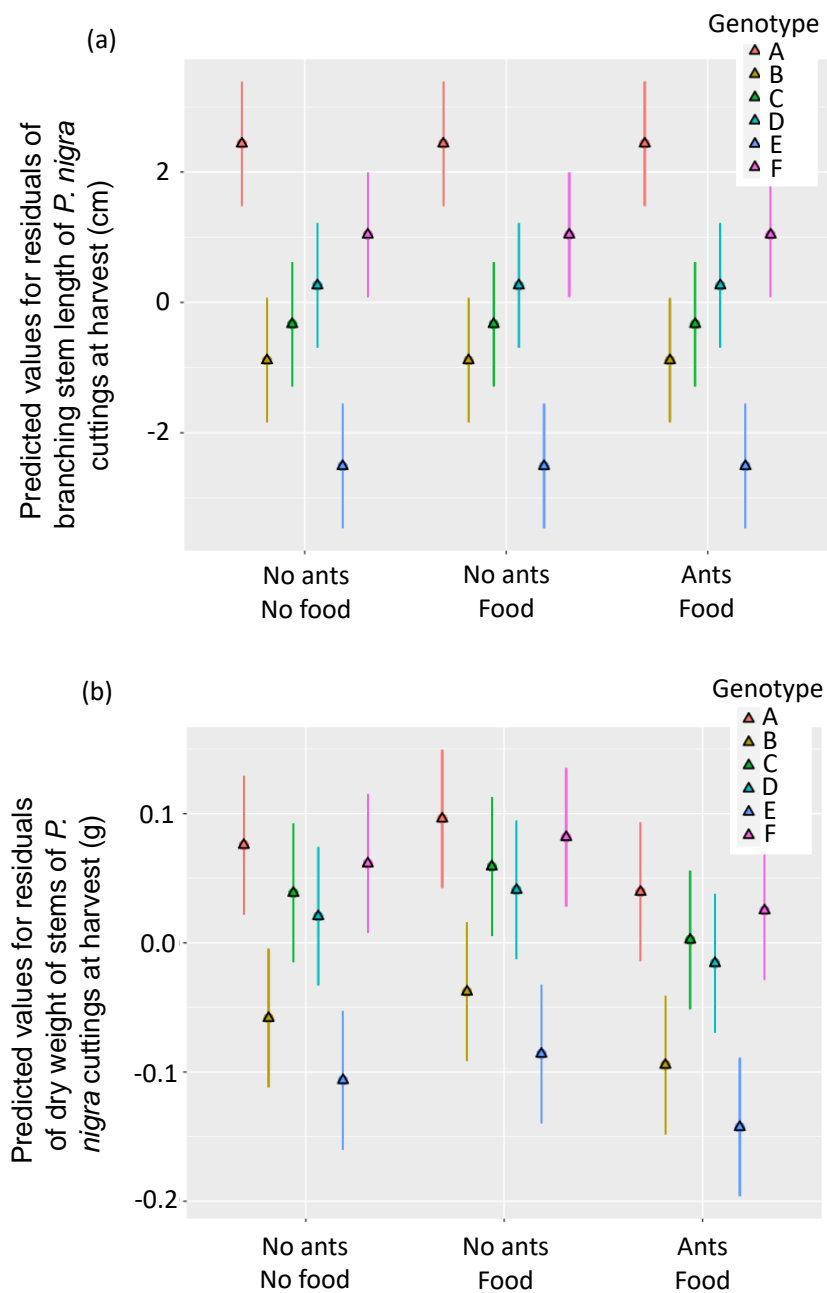 (a)
Genotype
A
B
C
D
E
F
Predicted values for residuals of
branching stem length of P. nigra
cuttings at harvest (cm)
2
0
-2
No ants
No food
No ants
Food
Ants
Food
(b)
Genotype
A
B
C
D
E
F
Predicted values for residuals
of dry weight of stems of P.
nigra cuttings at harvest (g)
0.1
0.0
-0.1
-0.2
No ants
No food
No ants
Food
Ants
Food